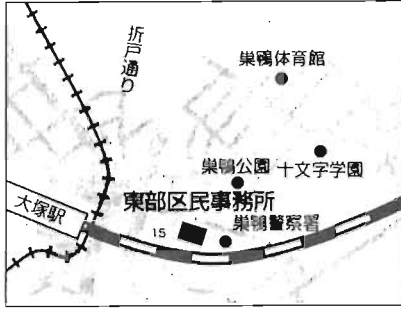 折戸通り
巣鴨体育館
巣鴨公園
十文字学園
大塚駅
東部区民事務所
15
巣鴨警察署